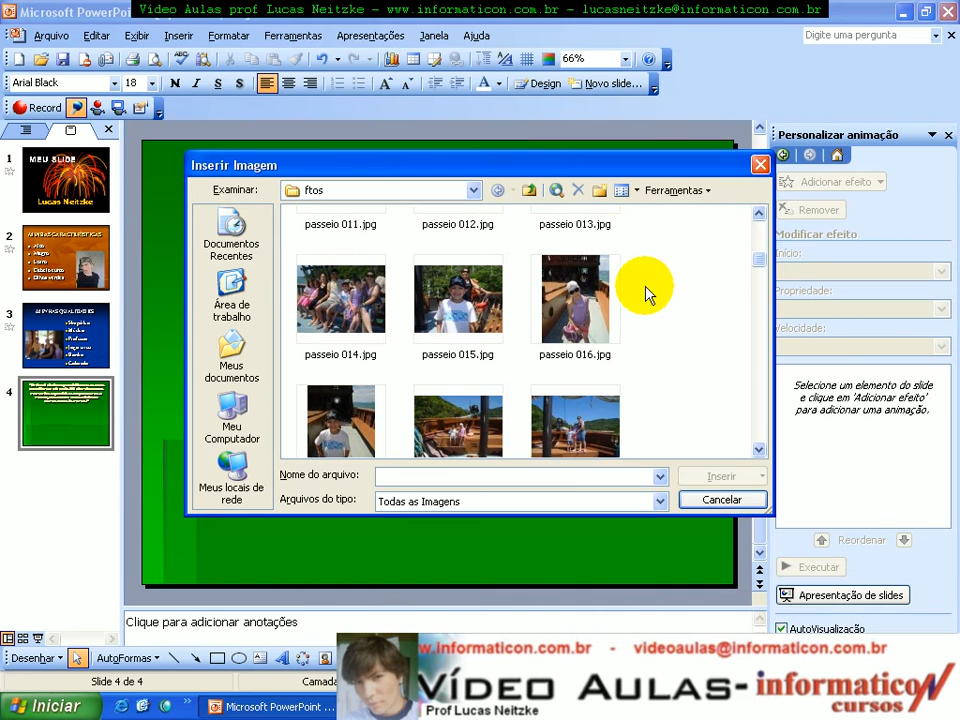 Vídeo Aulas prof Lucas Neitzke – www.informaticon.com.br - lucasneitzke@informaticon.com.br
Microsoft PowerPoint
Arquivo Editar Exibir Inserir Formatar Ferramentas Apresentações Janela Ajuda
Digite uma pergunta
66%
Arial Black 18 N I S S A A A Design Novo slide...
Record
Personalizar animação
1
MEU SLIDE
Lucas Neitzke
2
3
4
Inserir Imagem
Examinar: ftos Ferramentas
Documentos Recentes
Área de trabalho
Meus documentos
Meu Computador
Meus locais de rede
passeio 011.jpg passeio 012.jpg passeio 013.jpg
passeio 014.jpg passeio 015.jpg passeio 016.jpg
Nome do arquivo: Inserir
Arquivos do tipo: Todas as Imagens Cancelar
Adicionar efeito
Remover
Modificar efeito
Início:
Propriedade:
Velocidade:
Selecione um elemento do slide
e clique em 'Adicionar efeito'
para adicionar uma animação.
Reordenar
Executar
Apresentação de slides
AutoVisualização
Clique para adicionar anotações
Desenhar AutoFormas
Slide 4 de 4 Camada
Iniciar Microsoft PowerPoint ...
w.informaticon.com.br - videoaulas@informaticon.com.br
Vídeo Aulas- informaticon
cursos
Prof Lucas Neitzke